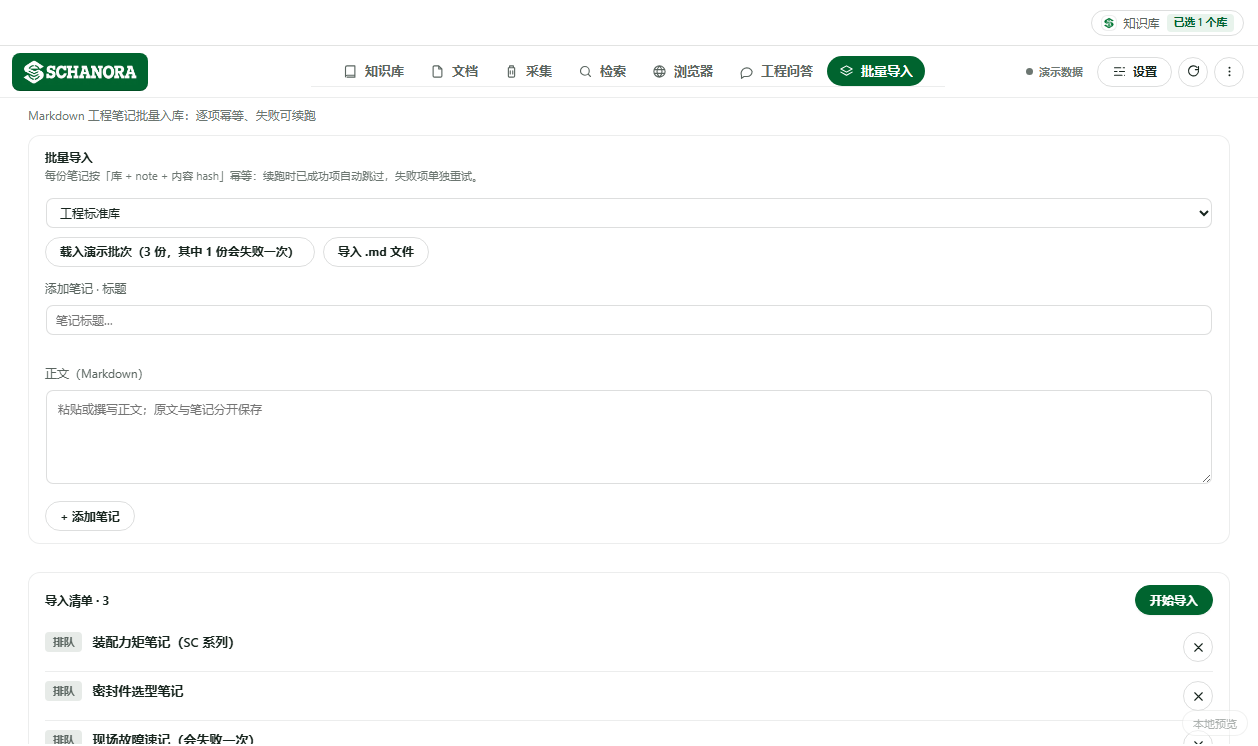 知识库 已选 1 个库
SCHANORA 知识库 文档 采集 检索 浏览器 工程问答 批量导入 演示数据 设置
Markdown 工程笔记批量入库：逐项幂等、失败可续跑
批量导入
每份笔记按「库 + note + 内容 hash」幂等：续跑时已成功项自动跳过，失败项单独重试。
工程标准库
载入演示批次（3 份，其中 1 份会失败一次） 导入 .md 文件
添加笔记 · 标题
笔记标题...
正文（Markdown）
粘贴或撰写正文；原文与笔记分开保存
+ 添加笔记
导入清单 · 3 开始导入
排队 装配力矩笔记（SC 系列）
排队 密封件选型笔记
本地预览
排队 现场故障速记（会失败一次）